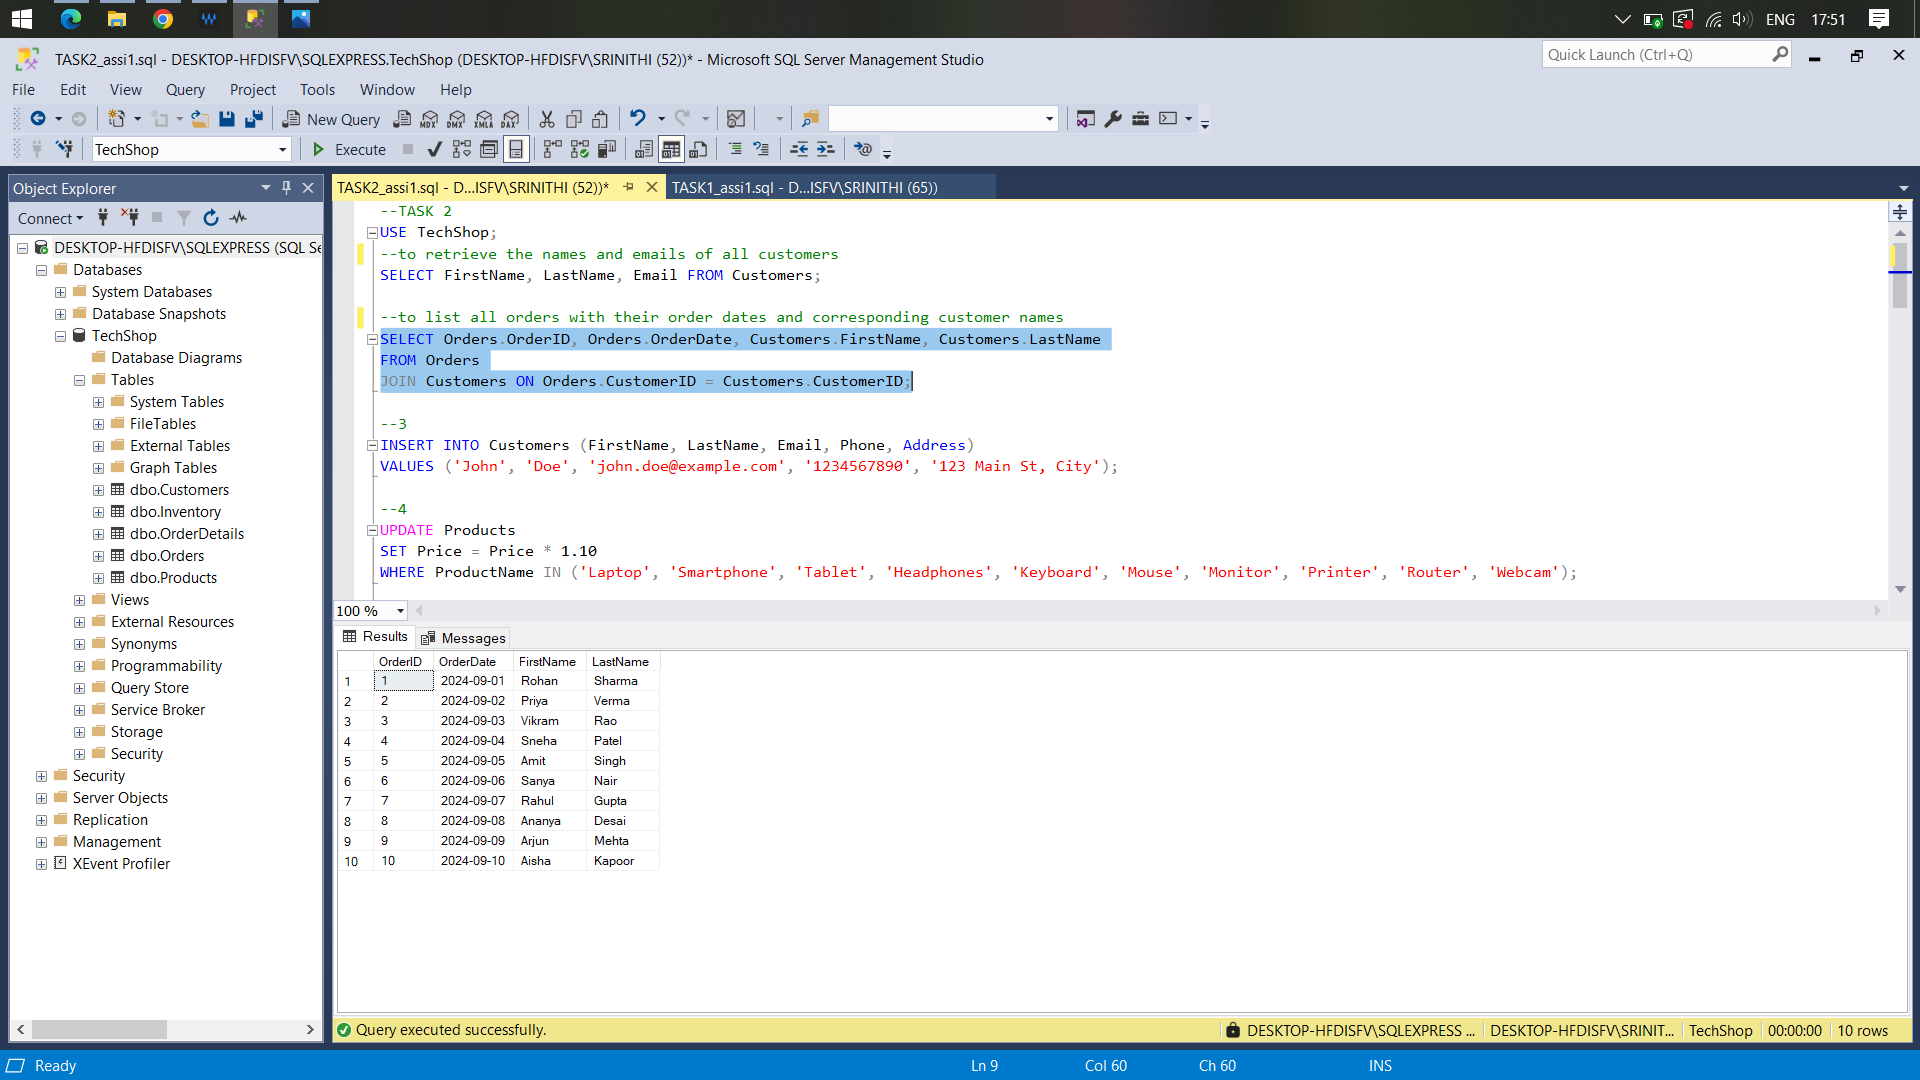 ENG 17:51
TASK2_assi1.sql - DESKTOP-HFDISFV\SQLEXPRESS.TechShop (DESKTOP-HFDISFV\SRINITHI (52))* - Microsoft SQL Server Management Studio
Quick Launch (Ctrl+Q)
File Edit View Query Project Tools Window Help
New Query MDX DMX XMLA DAX
TechShop Execute
Object Explorer
Connect
DESKTOP-HFDISFV\SQLEXPRESS (SQL Se
Databases
System Databases
Database Snapshots
TechShop
Database Diagrams
Tables
System Tables
FileTables
External Tables
Graph Tables
dbo.Customers
dbo.Inventory
dbo.OrderDetails
dbo.Orders
dbo.Products
Views
External Resources
Synonyms
Programmability
Query Store
Service Broker
Storage
Security
Security
Server Objects
Replication
Management
XEvent Profiler
TASK2_assi1.sql - D...ISFV\SRINITHI (52))* TASK1_assi1.sql - D...ISFV\SRINITHI (65))
--TASK 2
USE TechShop;
--to retrieve the names and emails of all customers
SELECT FirstName, LastName, Email FROM Customers;
--to list all orders with their order dates and corresponding customer names
SELECT Orders.OrderID, Orders.OrderDate, Customers.FirstName, Customers.LastName
FROM Orders
JOIN Customers ON Orders.CustomerID = Customers.CustomerID;
--3
INSERT INTO Customers (FirstName, LastName, Email, Phone, Address)
VALUES ('John', 'Doe', 'john.doe@example.com', '1234567890', '123 Main St, City');
--4
UPDATE Products
SET Price = Price * 1.10
WHERE ProductName IN ('Laptop', 'Smartphone', 'Tablet', 'Headphones', 'Keyboard', 'Mouse', 'Monitor', 'Printer', 'Router', 'Webcam');
100 %
Results Messages
OrderID OrderDate FirstName LastName
1 1 2024-09-01 Rohan Sharma
2 2 2024-09-02 Priya Verma
3 3 2024-09-03 Vikram Rao
4 4 2024-09-04 Sneha Patel
5 5 2024-09-05 Amit Singh
6 6 2024-09-06 Sanya Nair
7 7 2024-09-07 Rahul Gupta
8 8 2024-09-08 Ananya Desai
9 9 2024-09-09 Arjun Mehta
10 10 2024-09-10 Aisha Kapoor
Query executed successfully. DESKTOP-HFDISFV\SQLEXPRESS ... DESKTOP-HFDISFV\SRINIT... TechShop 00:00:00 10 rows
Ready Ln 9 Col 60 Ch 60 INS